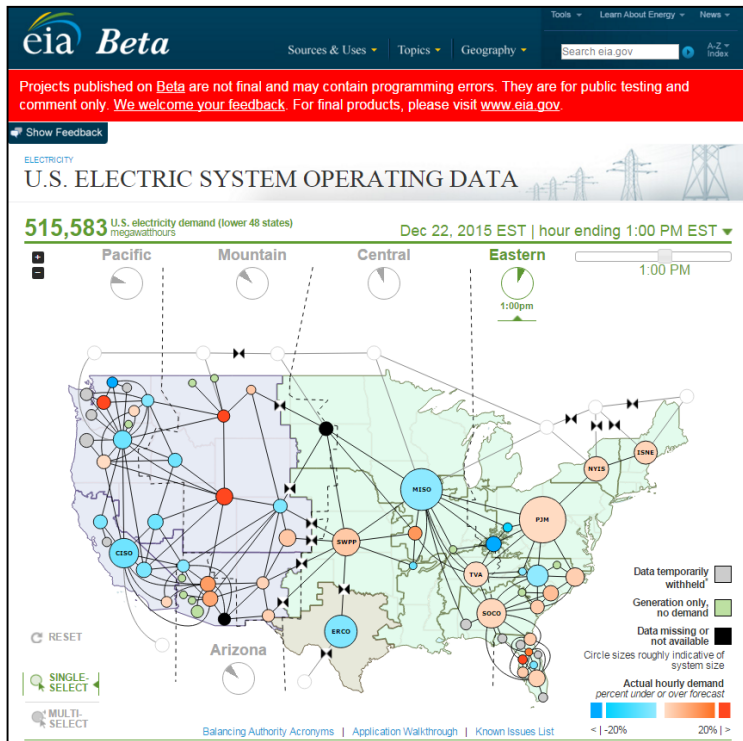 Tools Learn About Energy News
eia Beta
Sources & Uses Topics Geography
Search eia.gov
A-Z
Index
Projects published on Beta are not final and may contain programming errors. They are for public testing and
comment only. We welcome your feedback. For final products, please visit www.eia.gov.
Show Feedback
ELECTRICITY
U.S. ELECTRIC SYSTEM OPERATING DATA
515,583 U.S. electricity demand (lower 48 states)
megawatthours
Dec 22, 2015 EST | hour ending 1:00 PM EST
+
-
Pacific
Mountain
Central
Eastern
1:00 PM
1:00pm
ISNE
NYIS
MISO
PJM
SWPP
CISO
TVA
SOCO
ERCO
Data temporarily
withheld*
Generation only,
no demand
Data missing or
not available
Circle sizes roughly indicative of
system size
Actual hourly demand
percent under or over forecast
< | -20% 20% | >
RESET
Arizona
SINGLE-
SELECT
MULTI-
SELECT
Balancing Authority Acronyms | Application Walkthrough | Known Issues List